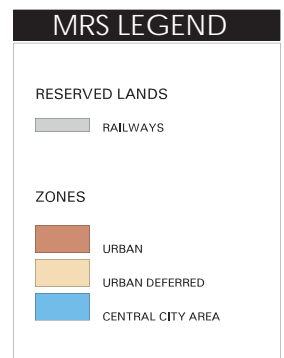 MRS LEGEND
RESERVED LANDS
RAILWAYS
ZONES
URBAN
URBAN DEFERRED
CENTRAL CITY AREA